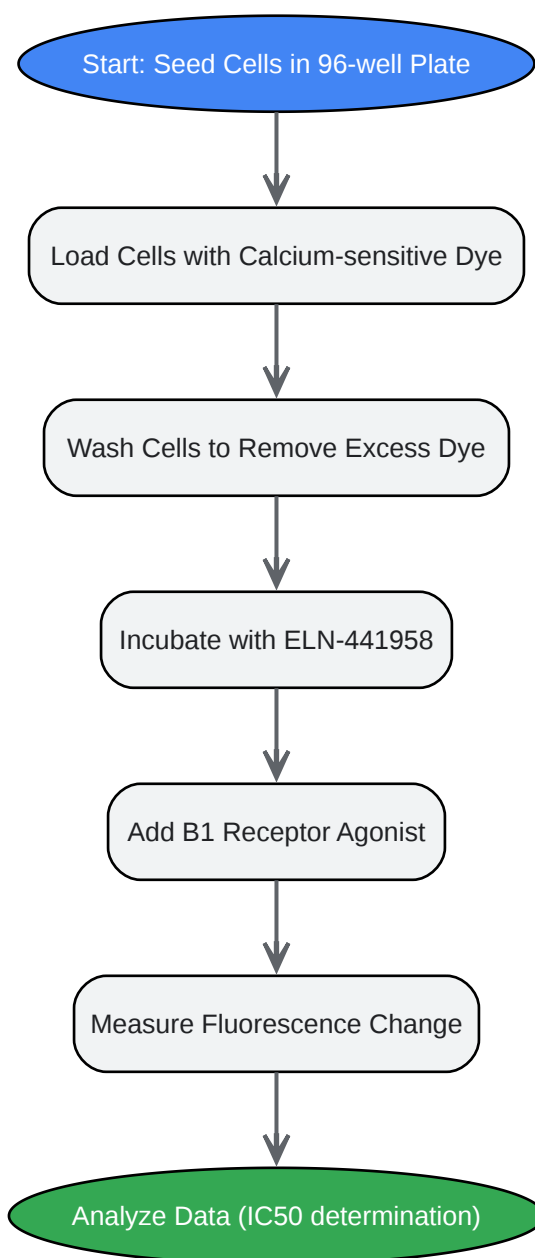 Start: Seed Cells in 96-well Plate
Load Cells with Calcium-sensitive Dye
Wash Cells to Remove Excess Dye
Incubate with ELN-441958
Add B1 Receptor Agonist
Measure Fluorescence Change
Analyze Data (IC50 determination)